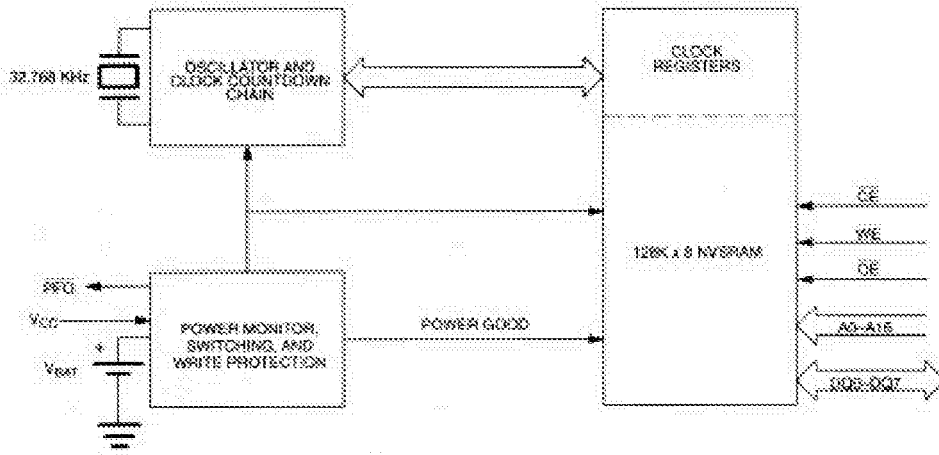 32.768 KHz
OSCILLATOR AND
CLOCK COUNTDOWN
CHAIN
CLOCK
REGISTERS
128K x 8 NVSRAM
CE
WE
OE
A0–A16
DQ0–DQ7
PFO
VCC
VBAT
+
POWER MONITOR,
SWITCHING, AND
WRITE PROTECTION
POWER GOOD